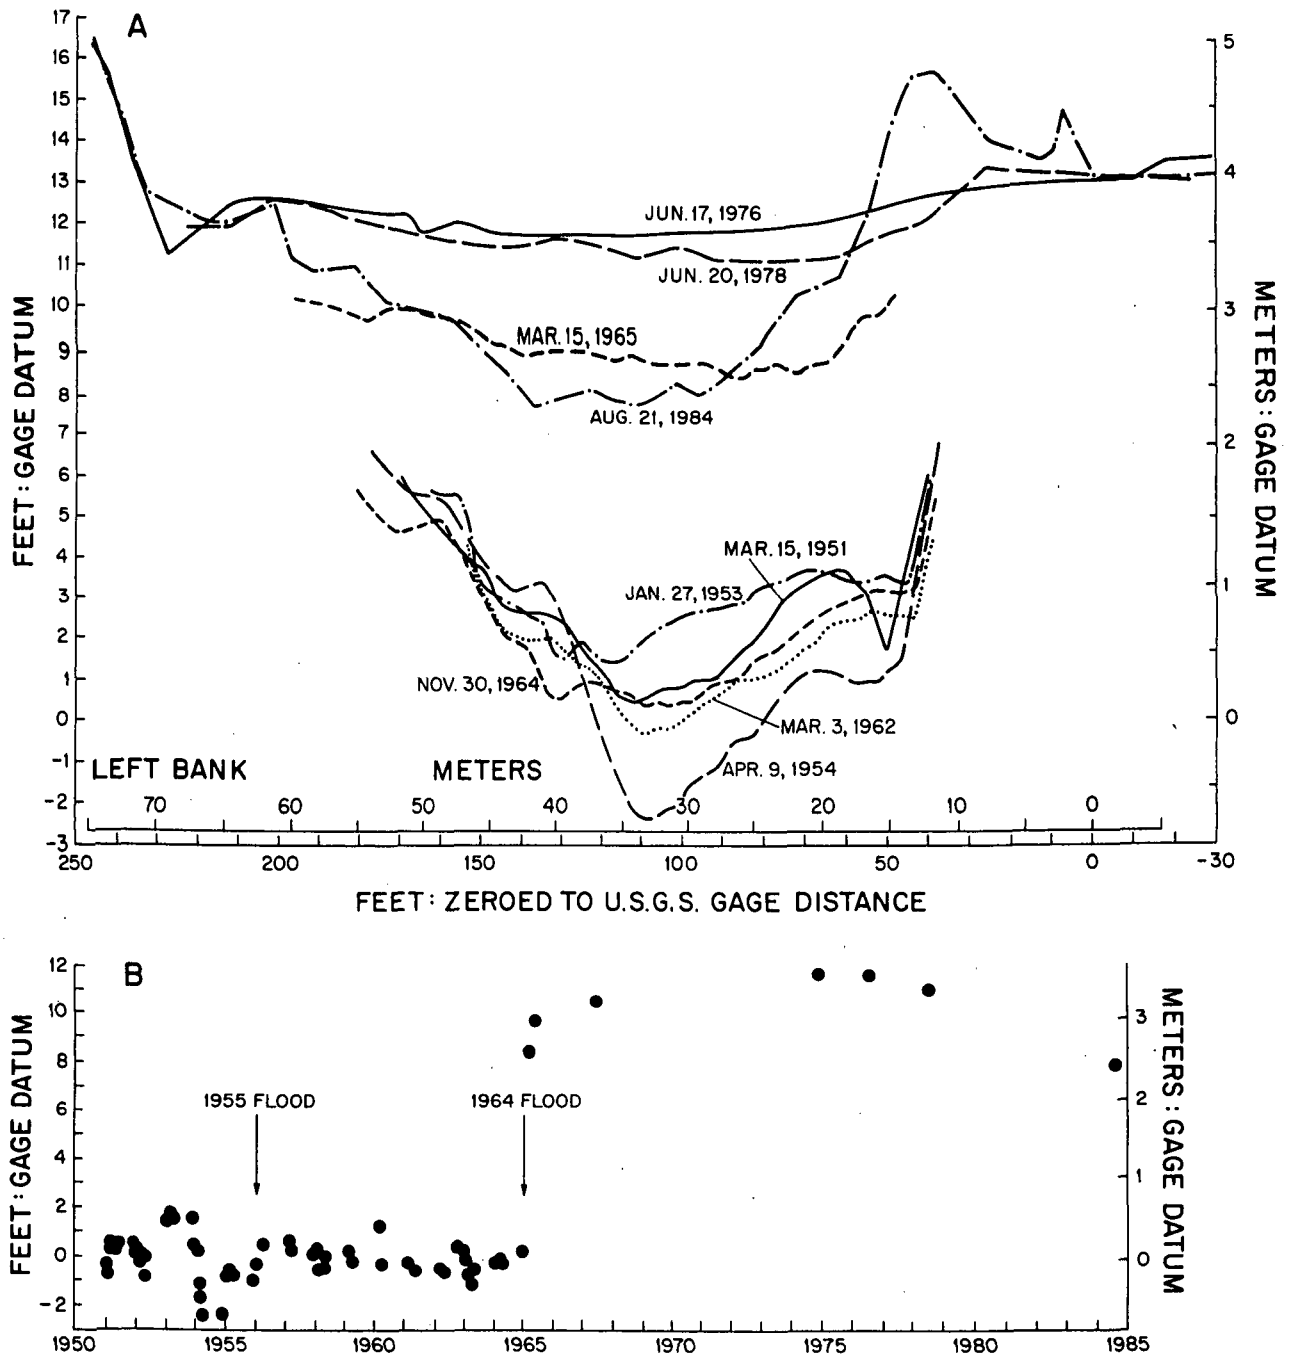 A
17
16
15
14
13
12
11
10
9
8
7
6
5
4
3
2
1
0
-1
-2
-3
FEET: GAGE DATUM
5
4
3
2
1
0
METERS: GAGE DATUM
JUN. 17, 1976
JUN. 20, 1978
MAR. 15, 1965
AUG. 21, 1984
MAR. 15, 1951
JAN. 27, 1953
NOV. 30, 1964
MAR. 3, 1962
APR. 9, 1954
LEFT BANK METERS
70 60 50 40 30 20 10 0
250 200 150 100 50 0 -30
FEET: ZEROED TO U.S.G.S. GAGE DISTANCE
B
12
10
8
6
4
2
0
-2
FEET: GAGE DATUM
3
2
1
0
METERS: GAGE DATUM
1955 FLOOD 1964 FLOOD
1950 1955 1960 1965 1970 1975 1980 1985